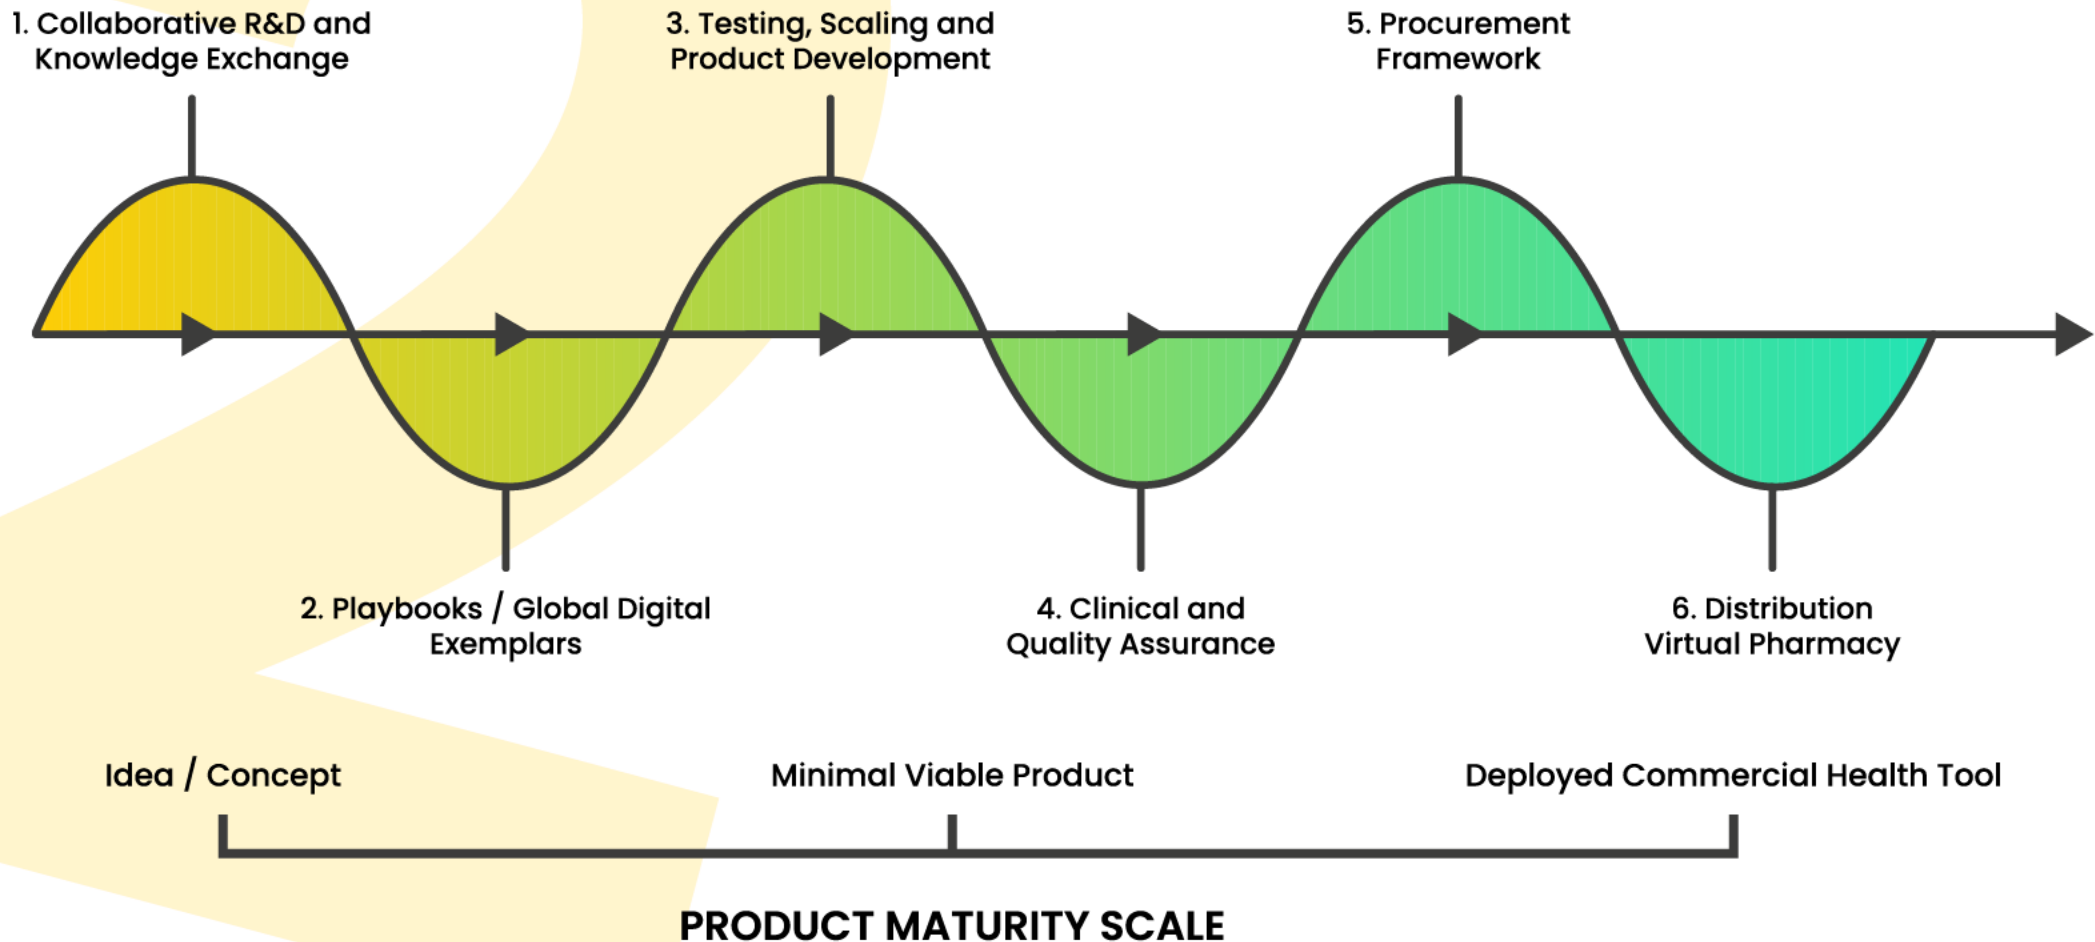 1. Collaborative R&D and
Knowledge Exchange
3. Testing, Scaling and
Product Development
5. Procurement
Framework
2. Playbooks / Global Digital
Exemplars
4. Clinical and
Quality Assurance
6. Distribution
Virtual Pharmacy
Idea / Concept
Minimal Viable Product
Deployed Commercial Health Tool
PRODUCT MATURITY SCALE